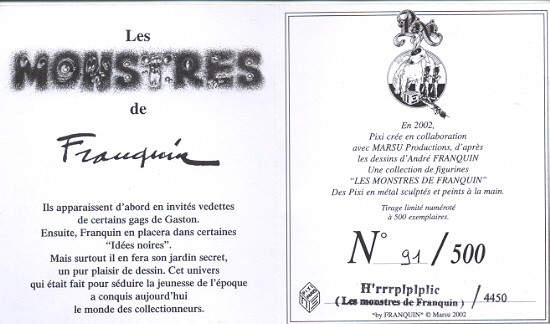 Les
MONSTRES
de
Franquin
Ils apparaissent d'abord en invités vedettes
de certains gags de Gaston.
Ensuite, Franquin en placera dans certaines
"Idées noires".
Mais surtout il en fera son jardin secret,
un pur plaisir de dessin. Cet univers
qui était fait pour séduire la jeunesse de l'époque
a conquis aujourd'hui
le monde des collectionneurs.
Pixi
En 2002,
Pixi crée en collaboration
avec MARSU Productions, d'après
les dessins d'André FRANQUIN
Une collection de figurines
"LES MONSTRES DE FRANQUIN"
Des Pixi en métal sculptés et peints à la main.
Tirage limité numéroté
à 500 exemplaires.
N° 91 / 500
H'rrrplplplic
( Les monstres de Franquin ) / 4450
"by FRANQUIN" © Marsu 2002